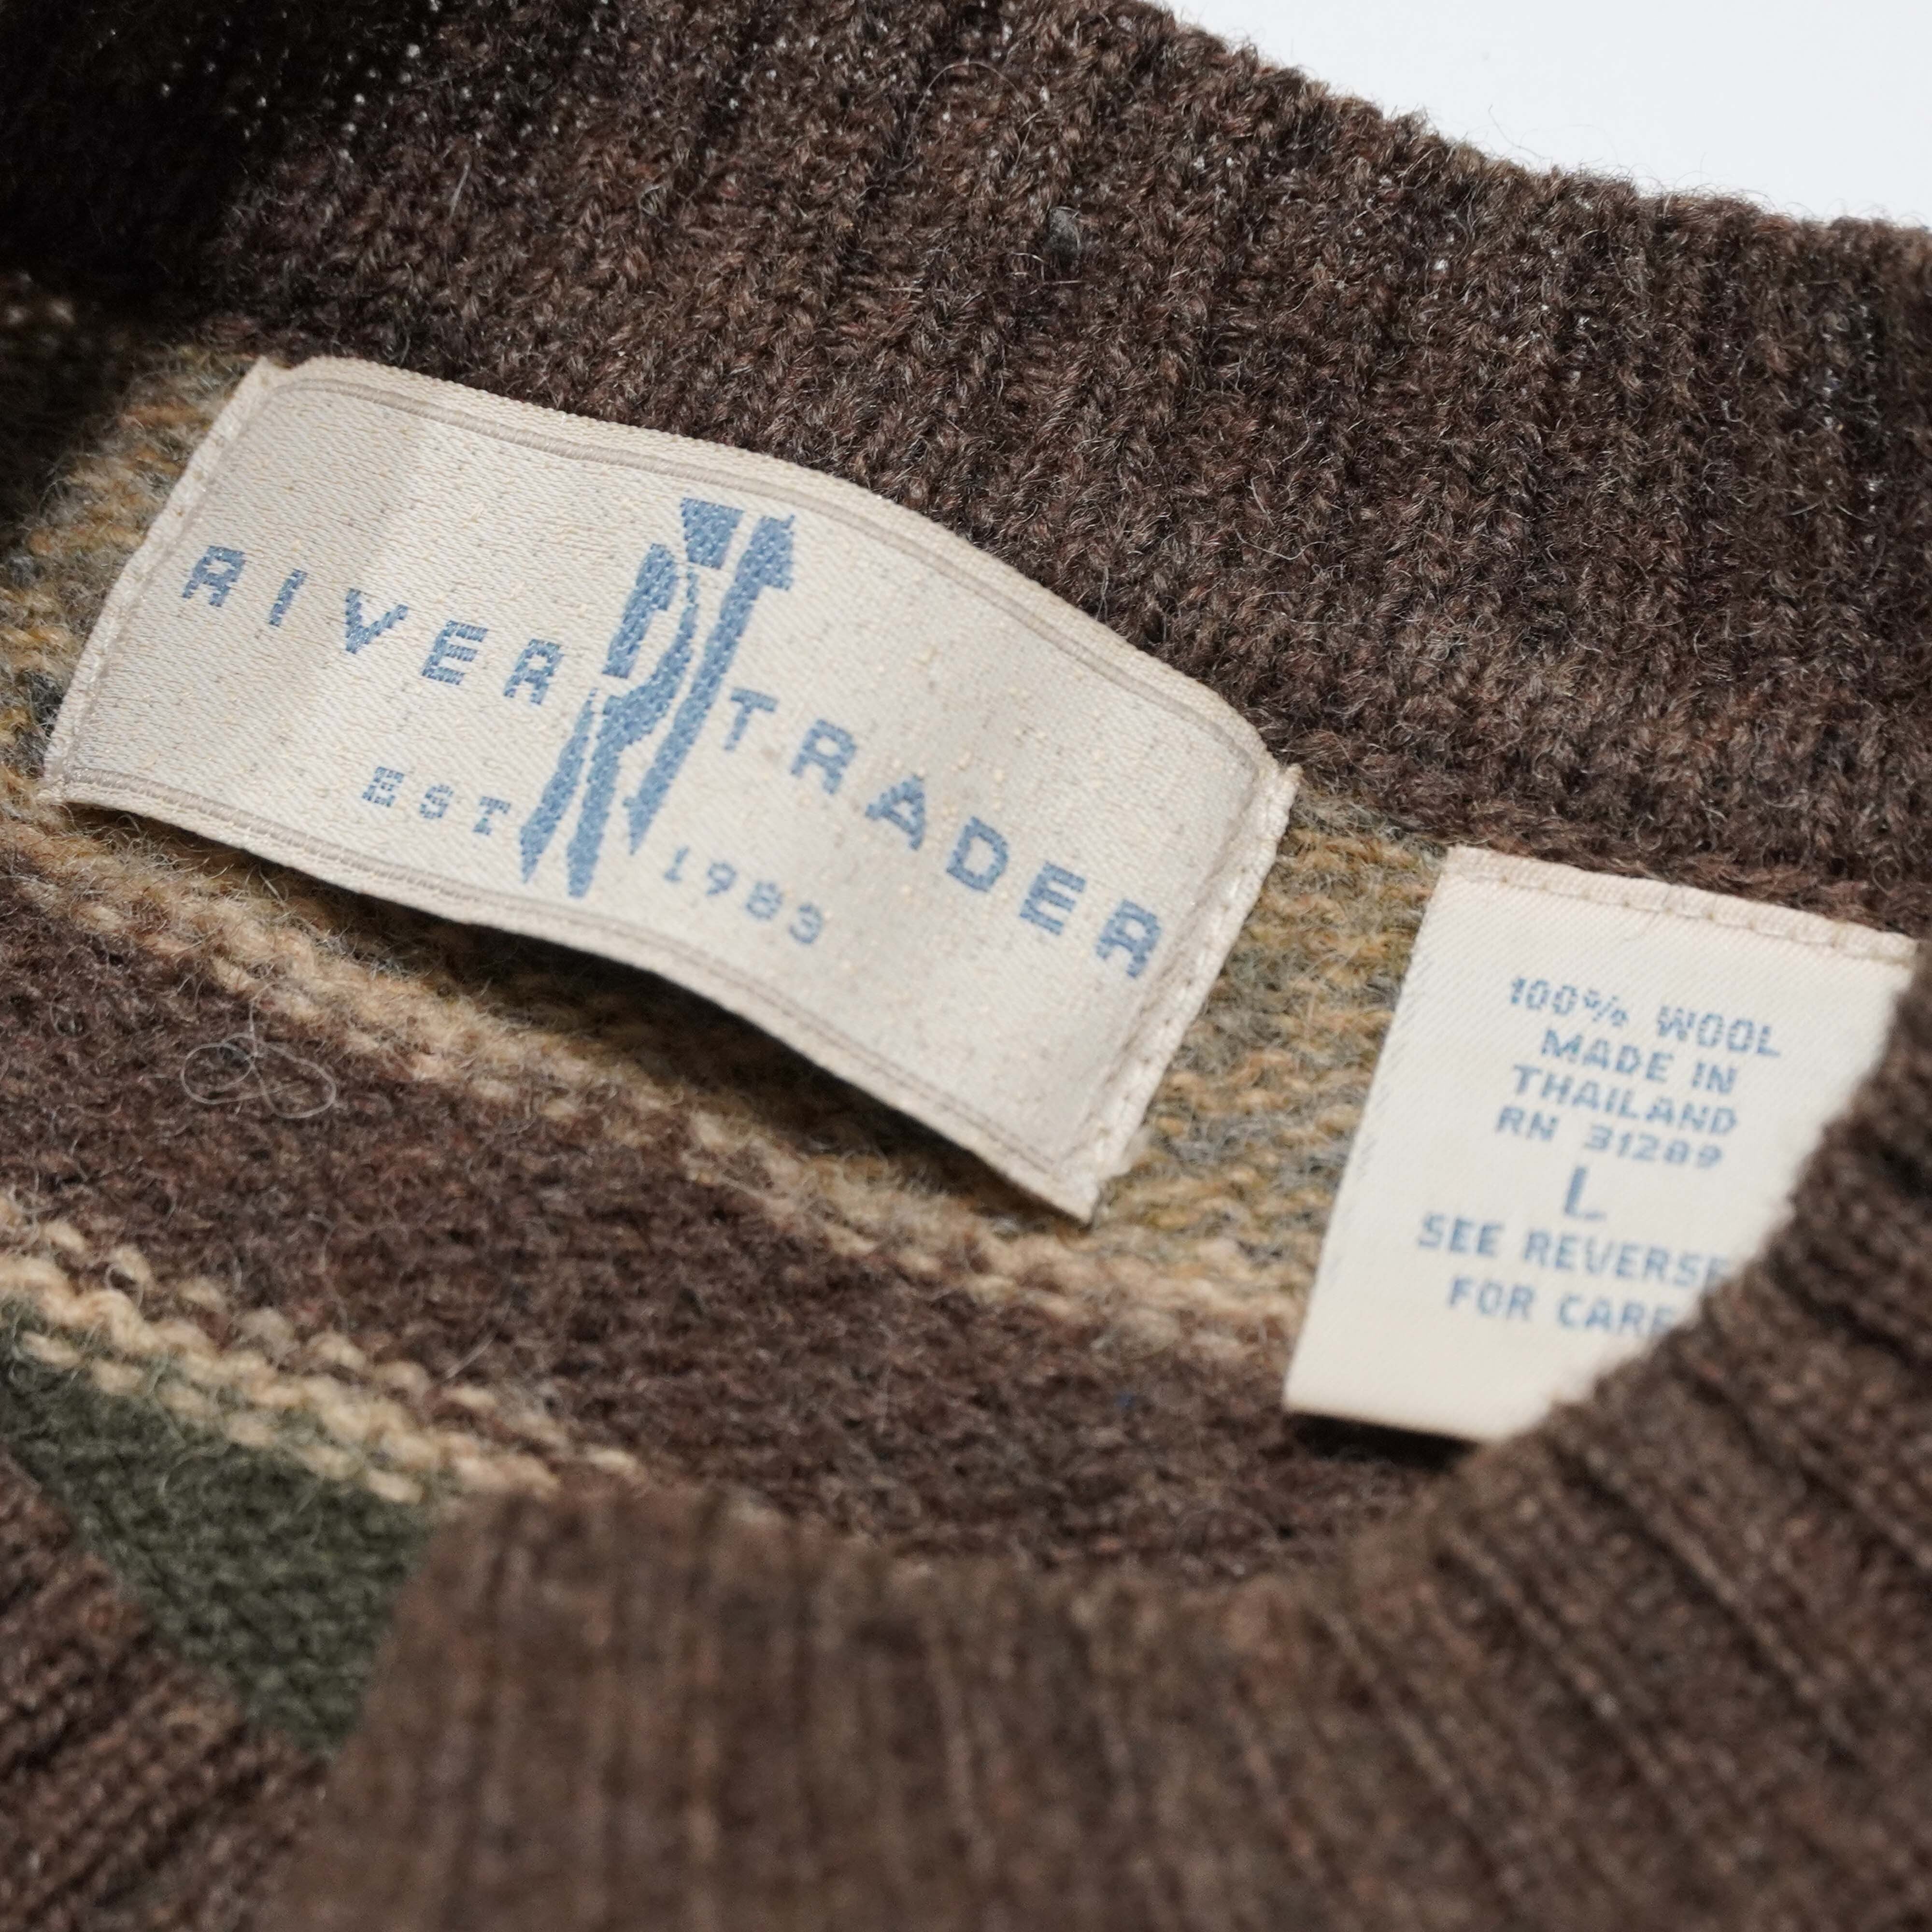 RIVER TRADER
EST 1983
100% WOOL
MADE IN
THAILAND
RN 31289
L
SEE REVERSE
FOR CARE